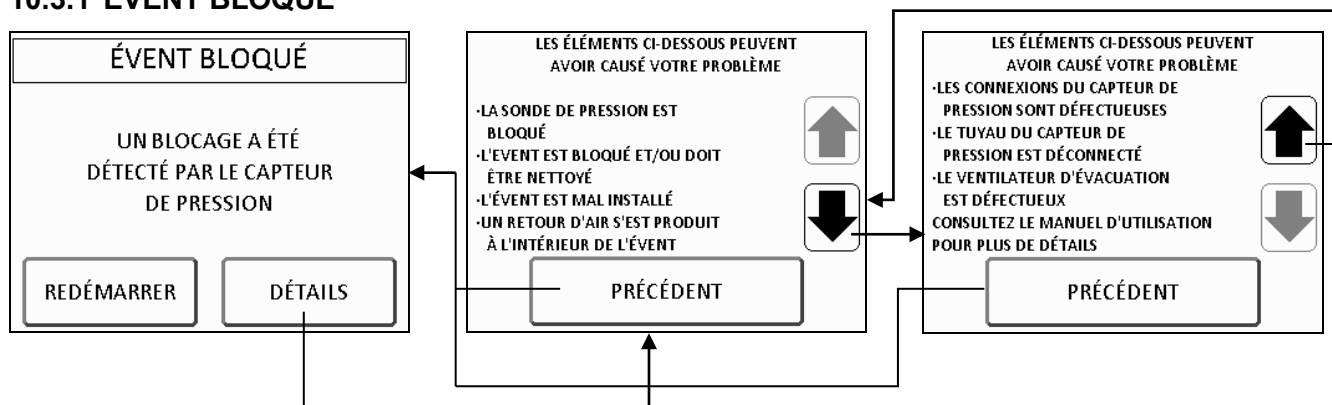 10.3.1 ÉVENT BLOQUÉ
ÉVENT BLOQUÉ
UN BLOCAGE A ÉTÉ
DÉTECTÉ PAR LE CAPTEUR
DE PRESSION
REDÉMARRER
DÉTAILS
LES ÉLÉMENTS CI-DESSOUS PEUVENT
AVOIR CAUSÉ VOTRE PROBLÈME
·LA SONDE DE PRESSION EST
BLOQUÉ
·L'EVENT EST BLOQUÉ ET/OU DOIT
ÊTRE NETTOYÉ
·L'ÉVENT EST MAL INSTALLÉ
·UN RETOUR D'AIR S'EST PRODUIT
À L'INTÉRIEUR DE L'ÉVENT
PRÉCÉDENT
LES ÉLÉMENTS CI-DESSOUS PEUVENT
AVOIR CAUSÉ VOTRE PROBLÈME
·LES CONNEXIONS DU CAPTEUR DE
PRESSION SONT DÉFECTUEUSES
·LE TUYAU DU CAPTEUR DE
PRESSION EST DÉCONNECTÉ
·LE VENTILATEUR D'ÉVACUATION
EST DÉFECTUEUX
CONSULTEZ LE MANUEL D'UTILISATION
POUR PLUS DE DÉTAILS
PRÉCÉDENT